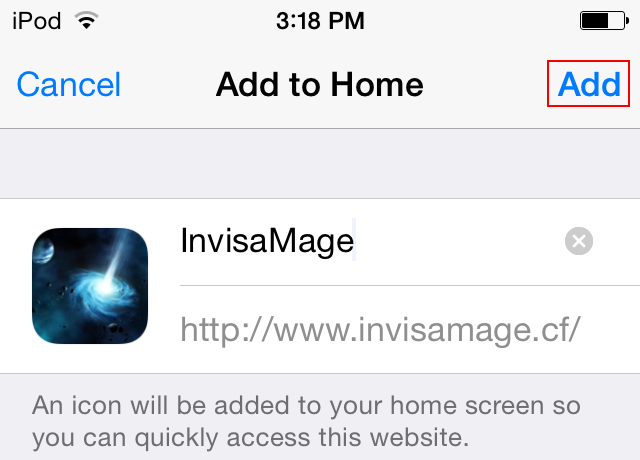 iPod 3:18 PM
Cancel Add to Home Add
InvisaMage
http://www.invisamage.cf/
An icon will be added to your home screen so
you can quickly access this website.